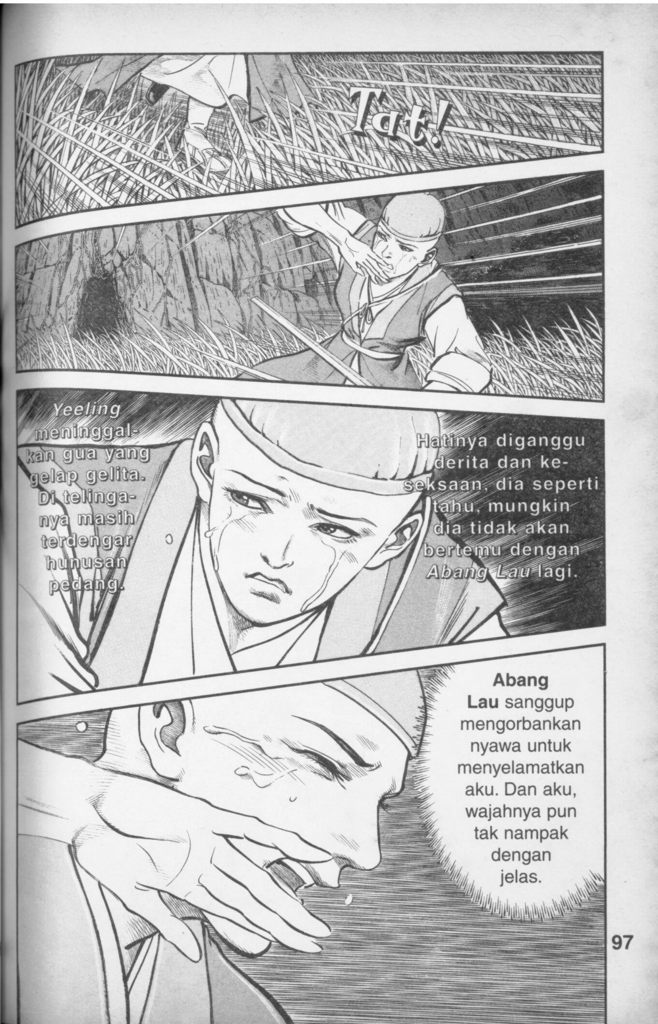 Tat!
Yeeling
meninggal-
kan gua yang
gelap gelita.
Di telinga-
nya masih
terdengar
hunusan
pedang.
Hatinya diganggu
derita dan ke-
seksaan, dia seperti
tahu, mungkin
dia tidak akan
bertemu dengan
Abang Lau lagi.
Abang
Lau sanggup
mengorbankan
nyawa untuk
menyelamatkan
aku. Dan aku,
wajahnya pun
tak nampak
dengan
jelas.
97